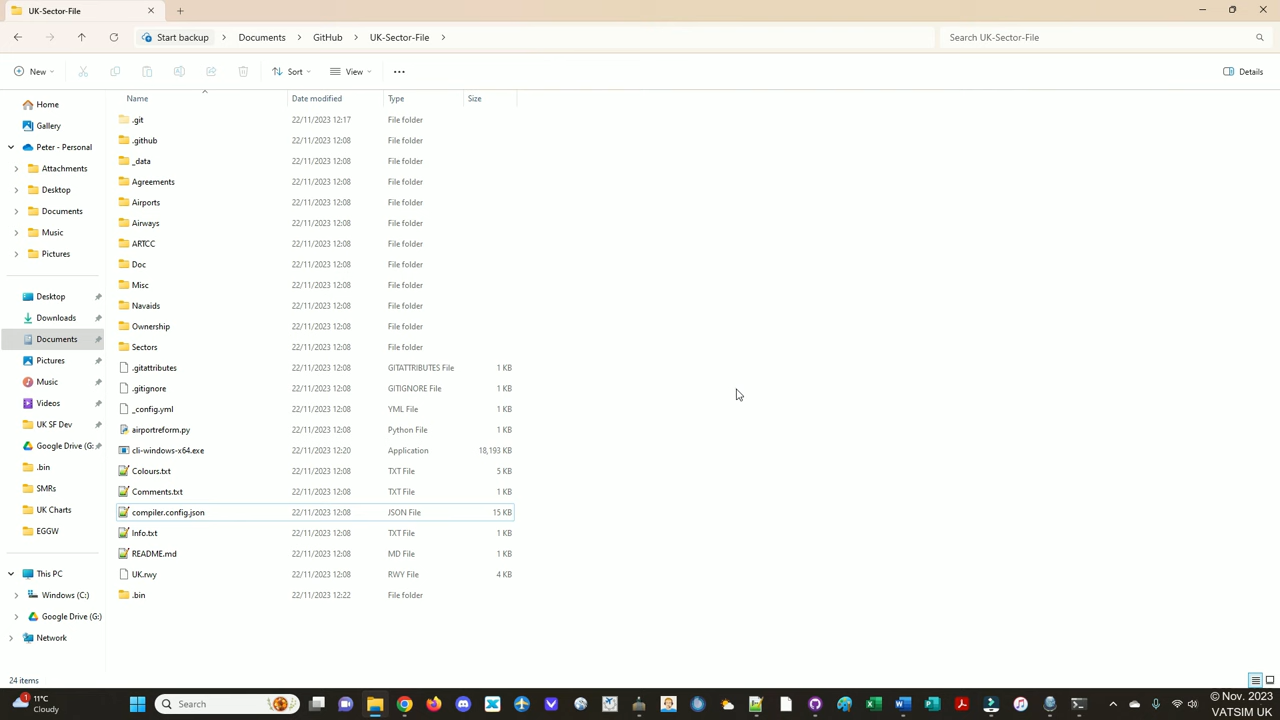 UK-Sector-File
Start backup > Documents > GitHub > UK-Sector-File >
Search UK-Sector-File
New
Sort
View
Details
Name Date modified Type Size
.git 22/11/2023 12:17 File folder
.github 22/11/2023 12:08 File folder
_data 22/11/2023 12:08 File folder
Agreements 22/11/2023 12:08 File folder
Airports 22/11/2023 12:08 File folder
Airways 22/11/2023 12:08 File folder
ARTCC 22/11/2023 12:08 File folder
Doc 22/11/2023 12:08 File folder
Misc 22/11/2023 12:08 File folder
Navaids 22/11/2023 12:08 File folder
Ownership 22/11/2023 12:08 File folder
Sectors 22/11/2023 12:08 File folder
.gitattributes 22/11/2023 12:08 GITATTRIBUTES File 1 KB
.gitignore 22/11/2023 12:08 GITIGNORE File 1 KB
_config.yml 22/11/2023 12:08 YML File 1 KB
airportreform.py 22/11/2023 12:08 Python File 1 KB
cli-windows-x64.exe 22/11/2023 12:20 Application 18,193 KB
Colours.txt 22/11/2023 12:08 TXT File 5 KB
Comments.txt 22/11/2023 12:08 TXT File 1 KB
compiler.config.json 22/11/2023 12:08 JSON File 15 KB
Info.txt 22/11/2023 12:08 TXT File 1 KB
README.md 22/11/2023 12:08 MD File 1 KB
UK.rwy 22/11/2023 12:08 RWY File 4 KB
.bin 22/11/2023 12:22 File folder
Home
Gallery
Peter - Personal
Attachments
Desktop
Documents
Music
Pictures
Desktop
Downloads
Documents
Pictures
Music
Videos
UK SF Dev
Google Drive (G:
.bin
SMRs
UK Charts
EGGW
This PC
Windows (C:)
Google Drive (G:)
Network
24 items
1
11°C
Cloudy
Search
© Nov. 2023
VATSIM UK